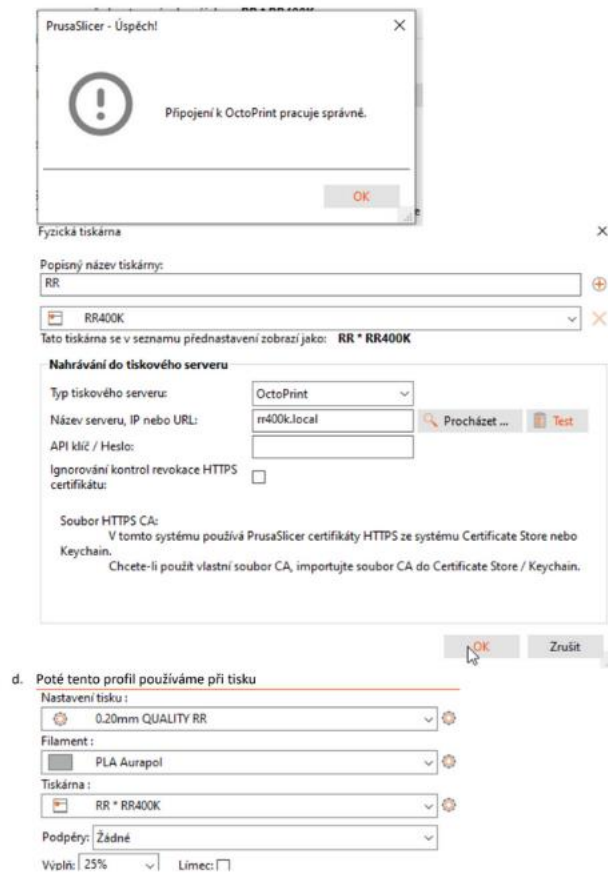 PrusaSlicer - Úspěch!
Připojení k OctoPrint pracuje správně.
OK
Fyzická tiskárna
Popisný název tiskárny:
RR
RR400K
Tato tiskárna se v seznamu přednastavení zobrazí jako: RR * RR400K
Nahrávání do tiskového serveru
Typ tiskového serveru: OctoPrint
Název serveru, IP nebo URL: rr400k.local Procházet ... Test
API klíč / Heslo:
Ignorování kontrol revokace HTTPS
certifikátu:
Soubor HTTPS CA:
V tomto systému používá PrusaSlicer certifikáty HTTPS ze systému Certificate Store nebo
Keychain.
Chcete-li použít vlastní soubor CA, importujte soubor CA do Certificate Store / Keychain.
OK Zrušit
d. Poté tento profil používáme při tisku
Nastavení tisku :
0.20mm QUALITY RR
Filament :
PLA Aurapol
Tiskárna :
RR * RR400K
Podpěry: Žádné
Výplň: 25% Límec: